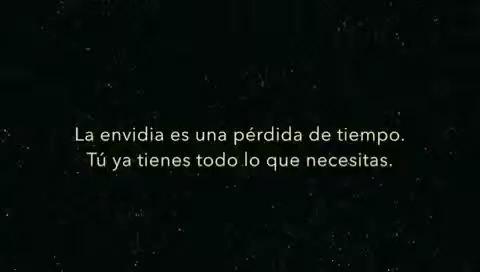 La envidia es una pérdida de tiempo.
Tú ya tienes todo lo que necesitas.